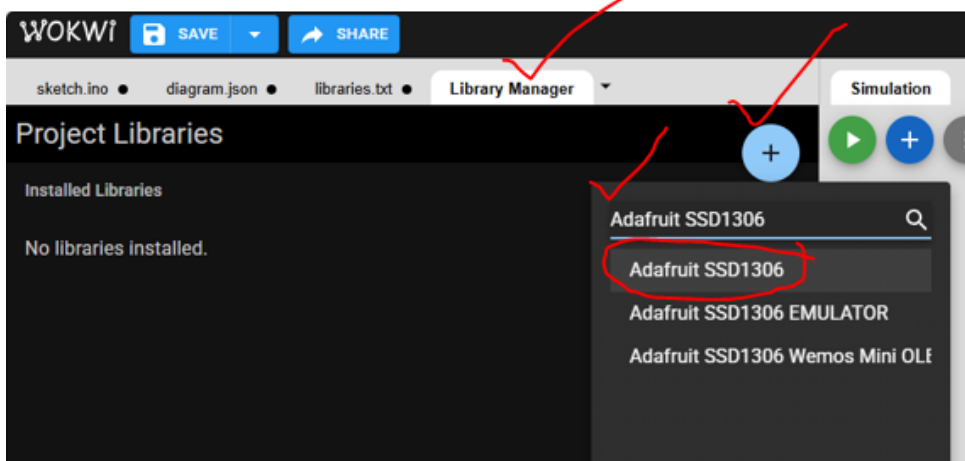 WOKWi SAVE SHARE
sketch.ino ● diagram.json ● libraries.txt ● Library Manager Simulation
Project Libraries
+ +
Installed Libraries
Adafruit SSD1306
No libraries installed.
Adafruit SSD1306
Adafruit SSD1306 EMULATOR
Adafruit SSD1306 Wemos Mini OLE